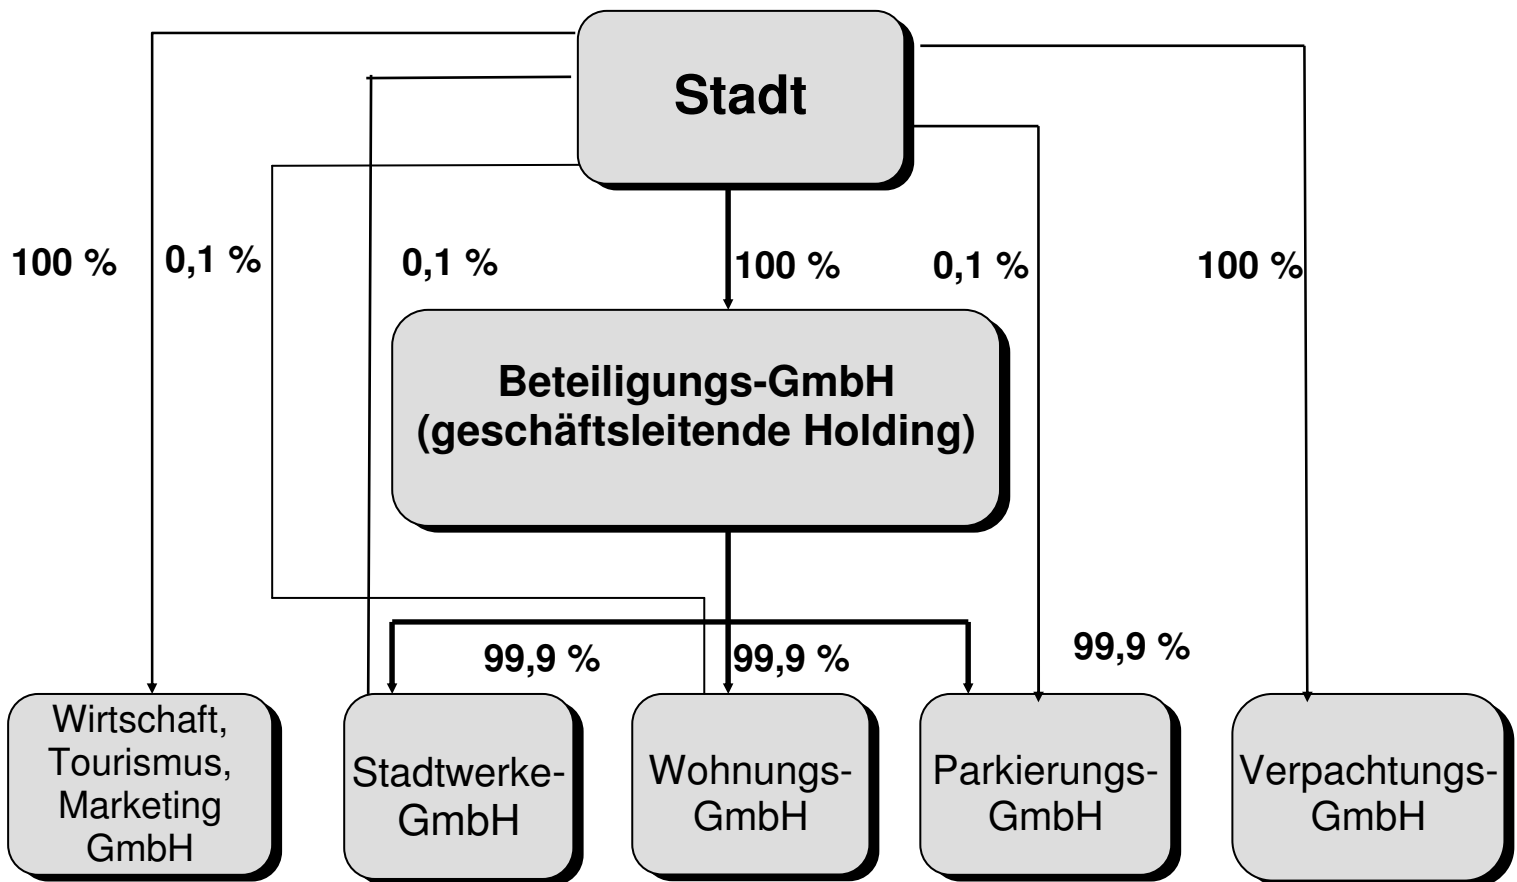 Stadt
100 %
0,1 %
0,1 %
100 %
0,1 %
100 %
Beteiligungs-GmbH
(geschäftsleitende Holding)
99,9 %
99,9 %
99,9 %
Wirtschaft,
Tourismus,
Marketing
GmbH
Stadtwerke-
GmbH
Wohnungs-
GmbH
Parkierungs-
GmbH
Verpachtungs-
GmbH